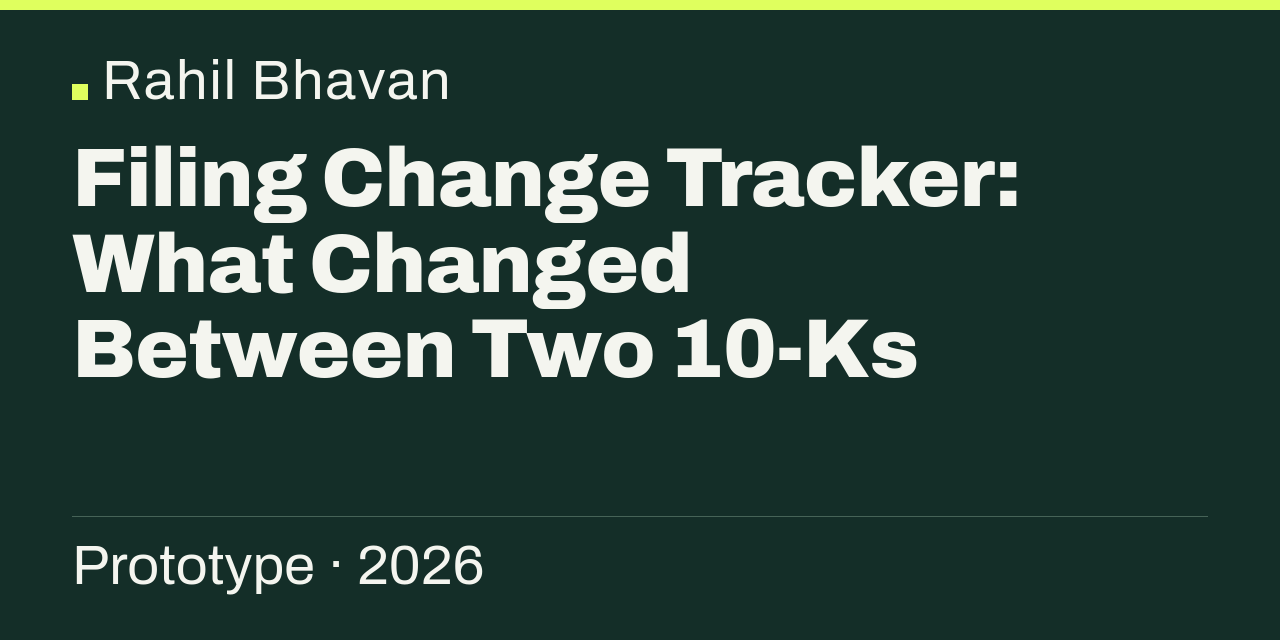 Rahil Bhavan
Filing Change Tracker:
What Changed
Between Two 10-Ks
Prototype · 2026